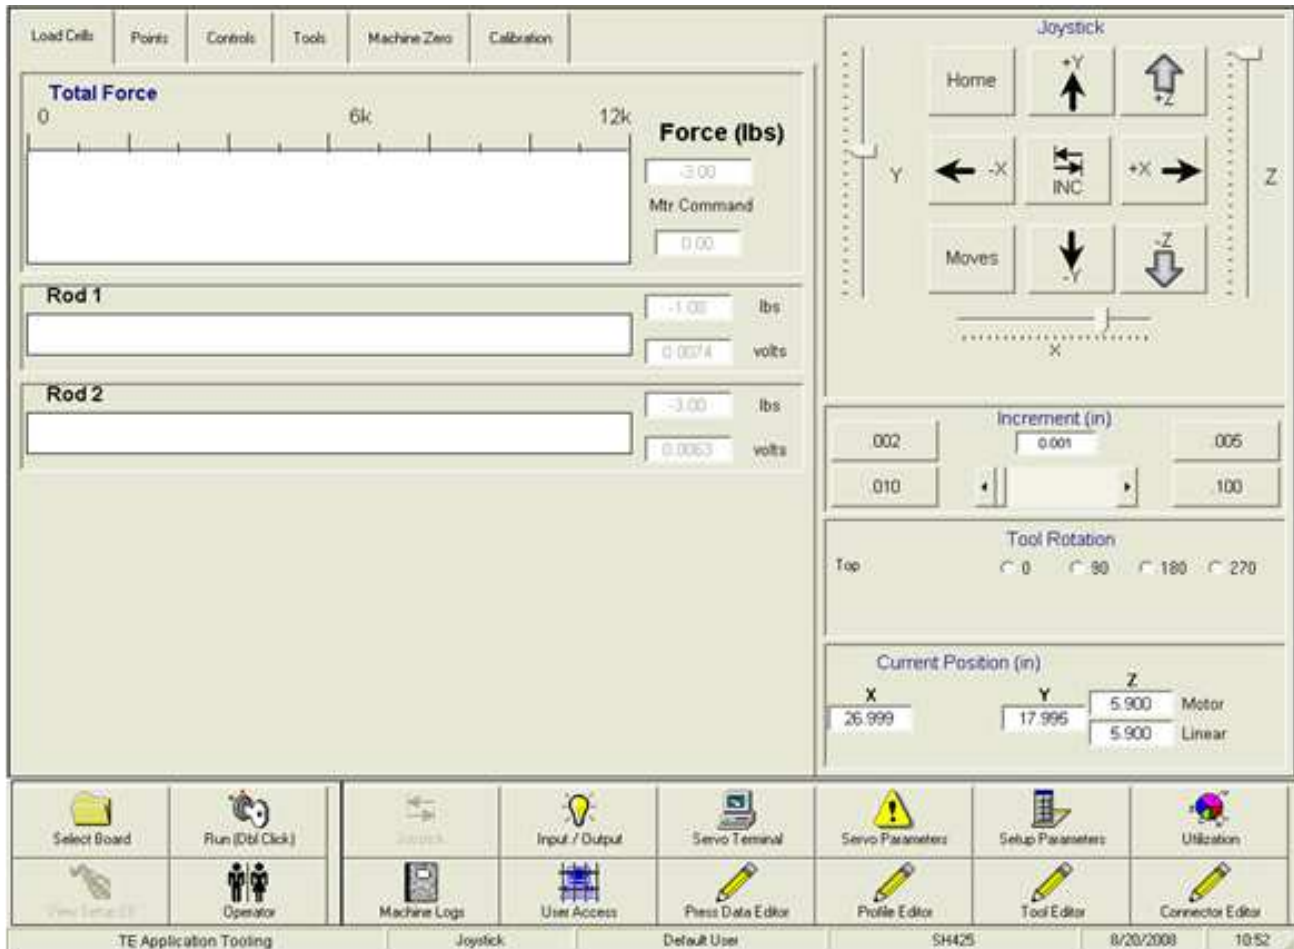 Load Cells Points Controls Tools Machine Zero Calibration
Total Force
0 6k 12k
Force (lbs)
-3.00
Mtr Command
0.00
Rod 1
-1.00 lbs
0.0074 volts
Rod 2
-3.00 lbs
0.0063 volts
Joystick
Home +Y +Z
Y -X INC +X Z
Moves -Y -Z
X
Increment (in)
002 0.001 005
010 .100
Tool Rotation
Top 0 90 180 270
Current Position (in)
X Y Z
26.999 17.995 5.900 Motor
5.900 Linear
Select Board Run (Dbl Click) Joystick Input / Output Servo Terminal Servo Parameters Setup Parameters Utilization
Operator Machine Logs User Access Press Data Editor Profile Editor Tool Editor Connector Editor
TE Application Tooling Joystick Default User SH425 8/20/2008 10:52